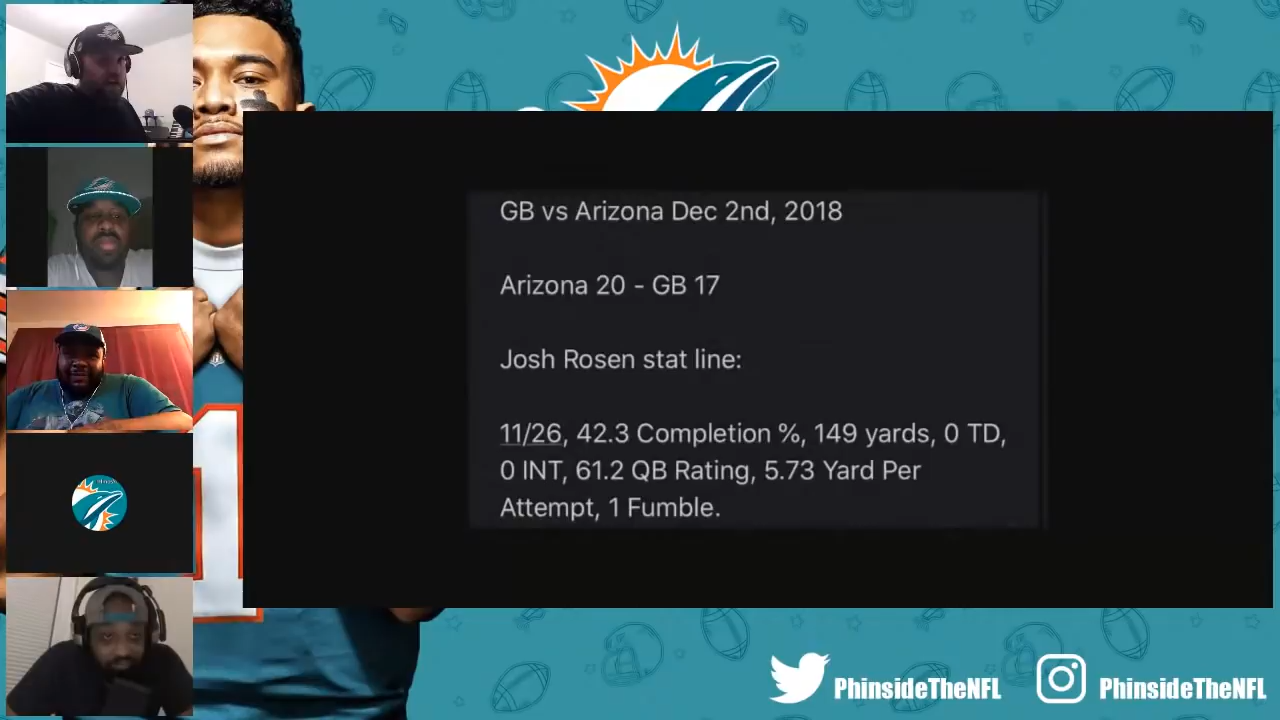 GB vs Arizona Dec 2nd, 2018
Arizona 20 - GB 17
Josh Rosen stat line:
11/26, 42.3 Completion %, 149 yards, 0 TD,
0 INT, 61.2 QB Rating, 5.73 Yard Per
Attempt, 1 Fumble.
PhinsideTheNFL
PhinsideTheNFL